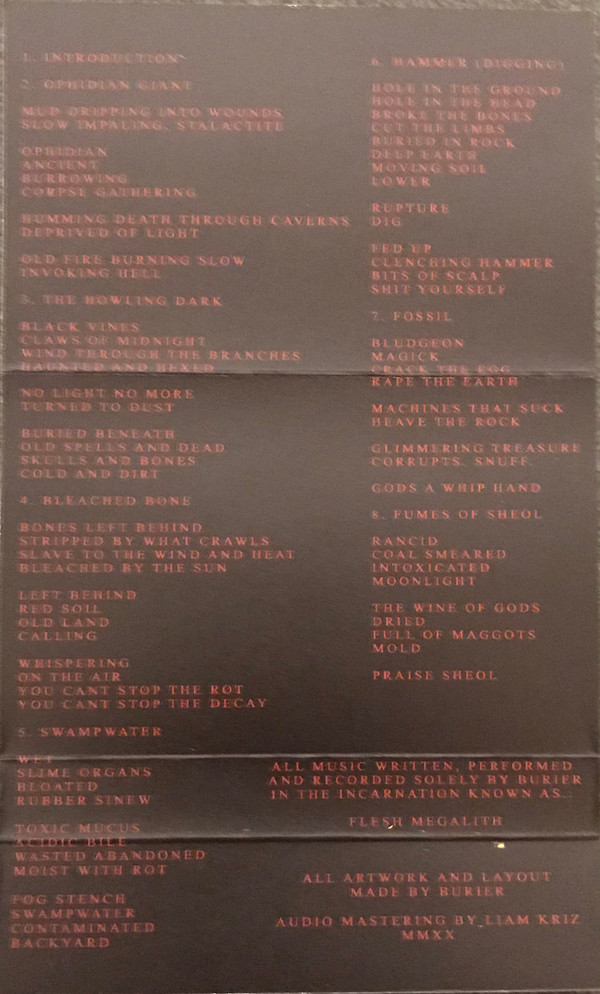 1. INTRODUCTION
2. OPHIDIAN GIANT
MUD DRIPPING INTO WOUNDS
SLOW IMPALING, STALACTITE
OPHIDIAN
ANCIENT
BURROWING
CORPSE GATHERING
HUMMING DEATH THROUGH CAVERNS
DEPRIVED OF LIGHT
OLD FIRE BURNING SLOW
INVOKING HELL
3. THE HOWLING DARK
BLACK VINES
CLAWS OF MIDNIGHT
WIND THROUGH THE BRANCHES
HAUNTED AND HEXED
NO LIGHT NO MORE
TURNED TO DUST
BURIED BENEATH
OLD SPELLS AND DEAD
SKULLS AND BONES
COLD AND DIRT
4. BLEACHED BONE
BONES LEFT BEHIND
STRIPPED BY WHAT CRAWLS
SLAVE TO THE WIND AND HEAT
BLEACHED BY THE SUN
LEFT BEHIND
RED SOIL
OLD LAND
CALLING
WHISPERING
ON THE AIR
YOU CANT STOP THE ROT
YOU CANT STOP THE DECAY
5. SWAMPWATER
WET
SLIME ORGANS
BLOATED
RUBBER SINEW
TOXIC MUCUS
ACIDIC BILE
WASTED ABANDONED
MOIST WITH ROT
FOG STENCH
SWAMPWATER
CONTAMINATED
BACKYARD
6. HAMMER (DIGGING)
HOLE IN THE GROUND
HOLE IN THE HEAD
BROKE THE BONES
CUT THE LIMBS
BURIED IN ROCK
DEEP EARTH
MOVING SOIL
LOWER
RUPTURE
DIG
FED UP
CLENCHING HAMMER
BITS OF SCALP
SHIT YOURSELF
7. FOSSIL
BLUDGEON
MAGICK
CRACK THE EGG
RAPE THE EARTH
MACHINES THAT SUCK
HEAVE THE ROCK
GLIMMERING TREASURE
CORRUPTS. SNUFF.
GODS A WHIP HAND
8. FUMES OF SHEOL
RANCID
COAL SMEARED
INTOXICATED
MOONLIGHT
THE WINE OF GODS
DRIED
FULL OF MAGGOTS
MOLD
PRAISE SHEOL
ALL MUSIC WRITTEN, PERFORMED
AND RECORDED SOLELY BY BURIER
IN THE INCARNATION KNOWN AS...
FLESH MEGALITH
ALL ARTWORK AND LAYOUT
MADE BY BURIER
AUDIO MASTERING BY LIAM KRIZ
MMXX